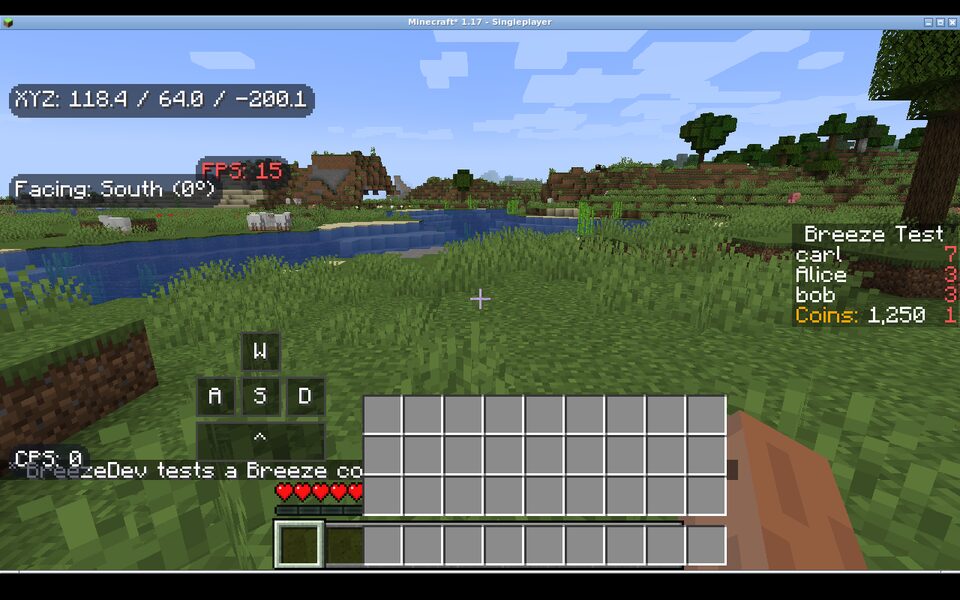 Minecraft* 1.17 - Singleplayer
XYZ: 118.4 / 64.0 / -200.1
FPS: 15
Facing: South (0°)
Breeze Test
carl 7
Alice 3
bob 3
Coins: 1,250 1
W
A S D
^
CPS: 0
* BreezeDev tests a Breeze co